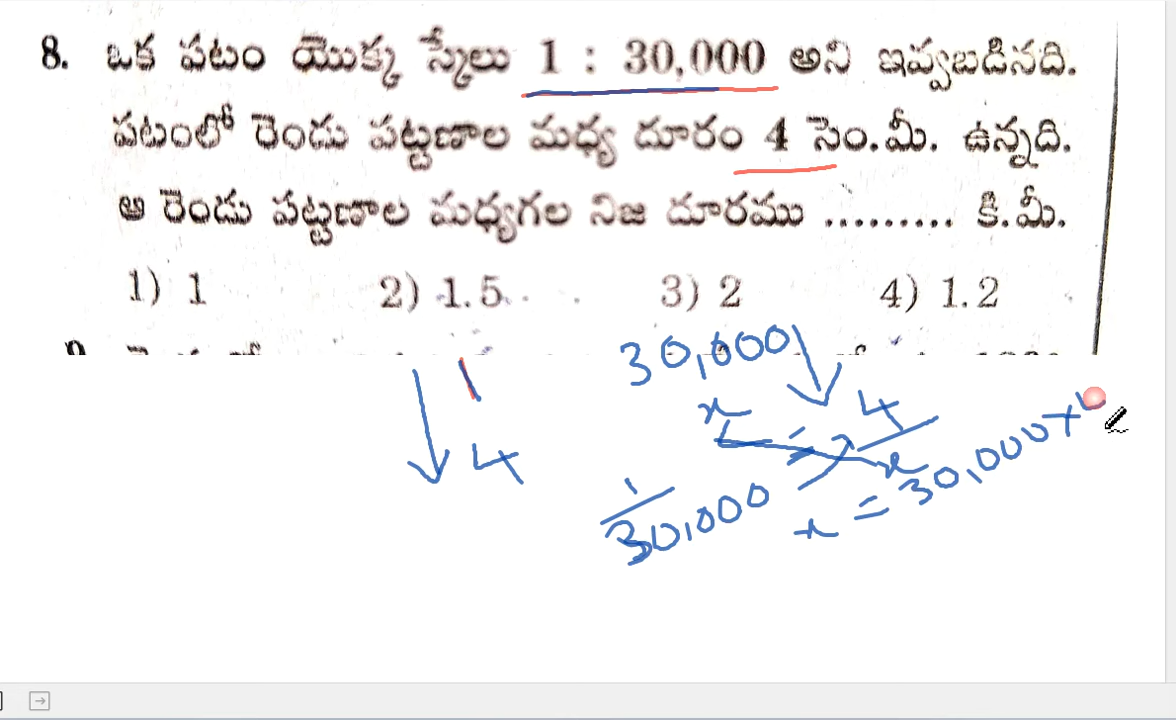 8. ఒక పటం యొక్క స్కేలు 1 : 30,000 అని ఇవ్వబడినది.
పటంలో రెండు పట్టణాల మధ్య దూరం 4 సెం.మీ. ఉన్నది.
ఆ రెండు పట్టణాల మధ్యగల నిజ దూరము ......... కి.మీ.
1) 1 2) 1.5 3) 2 4) 1.2
1 30,000
4 x
1/30,000 = 4/x
x = 30,000 x 4